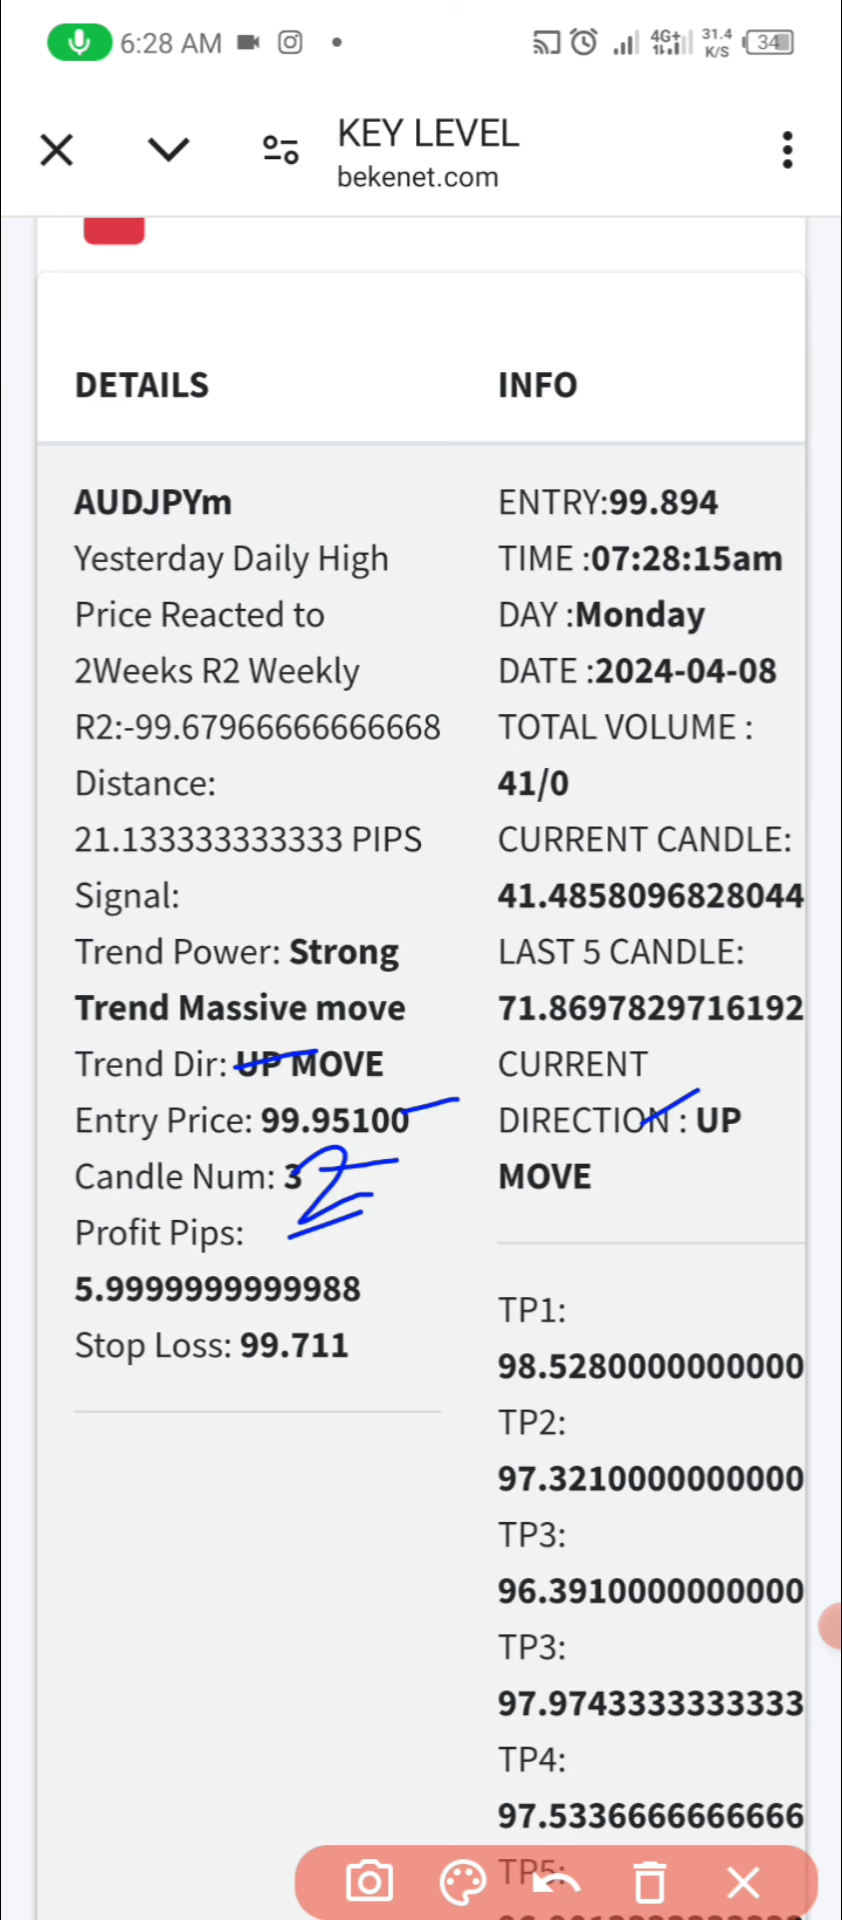 6:28 AM
4G+
31.4
K/S
34
KEY LEVEL
bekenet.com
DETAILS
INFO
AUDJPYm
Yesterday Daily High
Price Reacted to
2Weeks R2 Weekly
R2:-99.67966666666668
Distance:
21.133333333333 PIPS
Signal:
Trend Power: Strong
Trend Massive move
Trend Dir: UP MOVE
Entry Price: 99.95100
Candle Num: 3
2
Profit Pips:
5.9999999999988
Stop Loss: 99.711
ENTRY:99.894
TIME :07:28:15am
DAY :Monday
DATE :2024-04-08
TOTAL VOLUME :
41/0
CURRENT CANDLE:
41.4858096828044
LAST 5 CANDLE:
71.8697829716192
CURRENT
DIRECTION : UP
MOVE
TP1:
98.5280000000000
TP2:
97.3210000000000
TP3:
96.3910000000000
TP3:
97.9743333333333
TP4:
97.5336666666666
TP5: